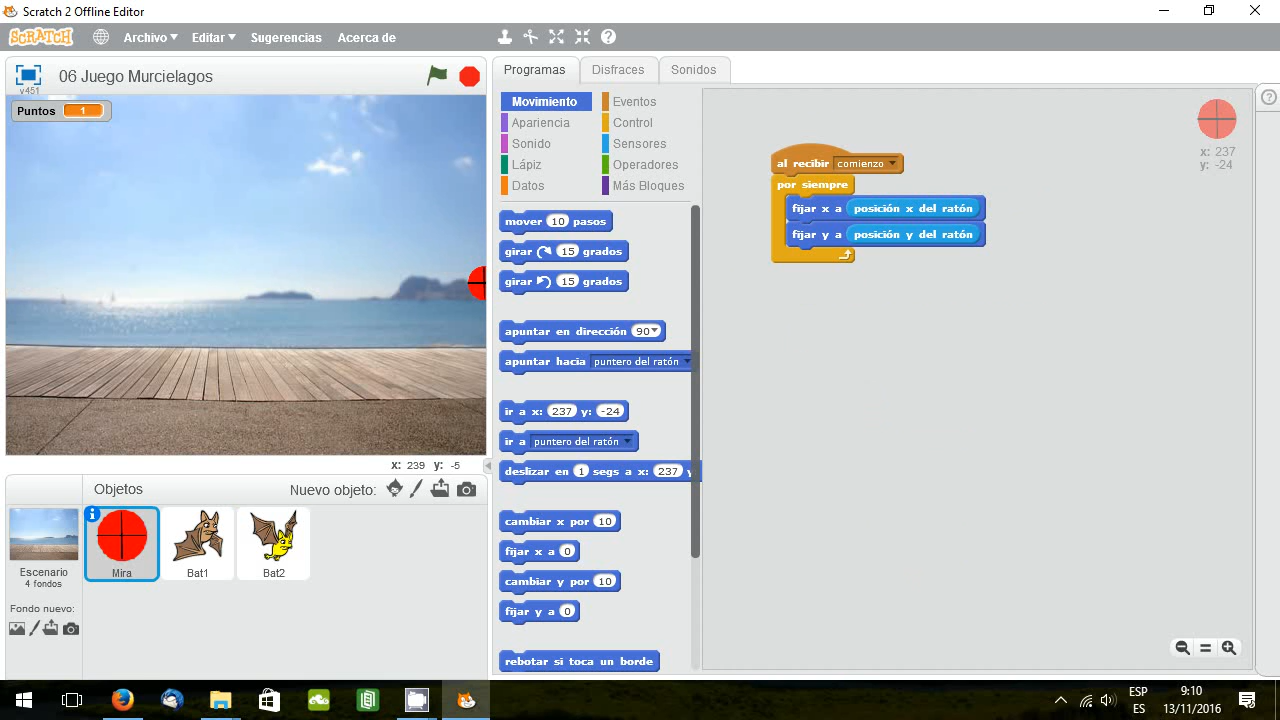 Scratch 2 Offline Editor
SCRATCH
Archivo
Editar
Sugerencias
Acerca de
v451
06 Juego Murcielagos
Puntos 1
x: 239 y: -5
Objetos
Nuevo objeto:
Escenario
4 fondos
Fondo nuevo:
Mira
Bat1
Bat2
Programas
Disfraces
Sonidos
Movimiento
Apariencia
Sonido
Lápiz
Datos
Eventos
Control
Sensores
Operadores
Más Bloques
mover 10 pasos
girar 15 grados
girar 15 grados
apuntar en dirección 90
apuntar hacia puntero del ratón
ir a x: 237 y: -24
ir a puntero del ratón
deslizar en 1 segs a x: 237 y
cambiar x por 10
fijar x a 0
cambiar y por 10
fijar y a 0
rebotar si toca un borde
al recibir comienzo
por siempre
fijar x a posición x del ratón
fijar y a posición y del ratón
x: 237
y: -24
ESP
ES
9:10
13/11/2016